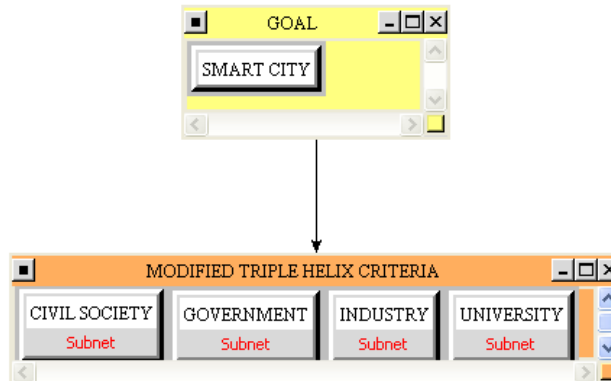 GOAL
SMART CITY
MODIFIED TRIPLE HELIX CRITERIA
CIVIL SOCIETY GOVERNMENT INDUSTRY UNIVERSITY
Subnet Subnet Subnet Subnet